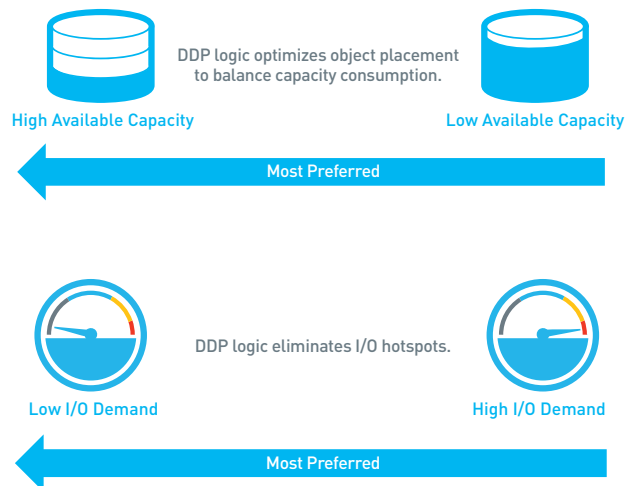 DDP logic optimizes object placement
to balance capacity consumption.
High Available Capacity
Low Available Capacity
Most Preferred
DDP logic eliminates I/O hotspots.
Low I/O Demand
High I/O Demand
Most Preferred